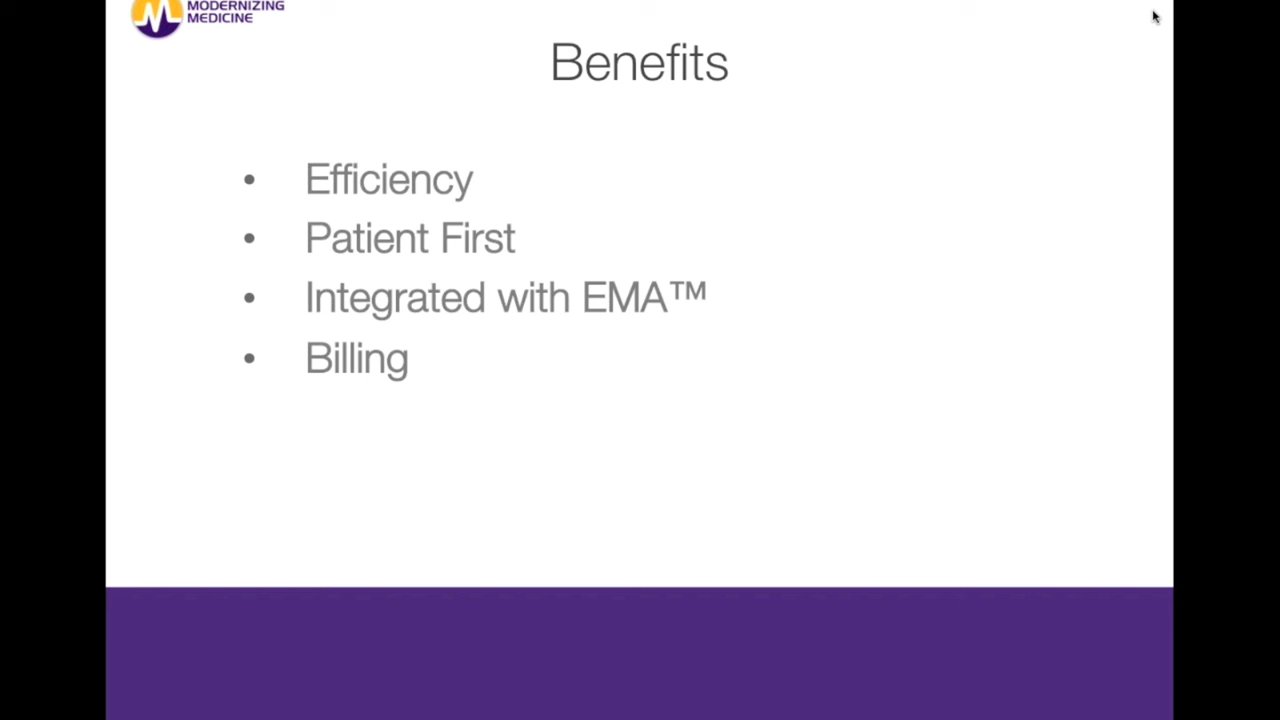 MODERNIZING
MEDICINE
Benefits
• Efficiency
• Patient First
• Integrated with EMA™
• Billing